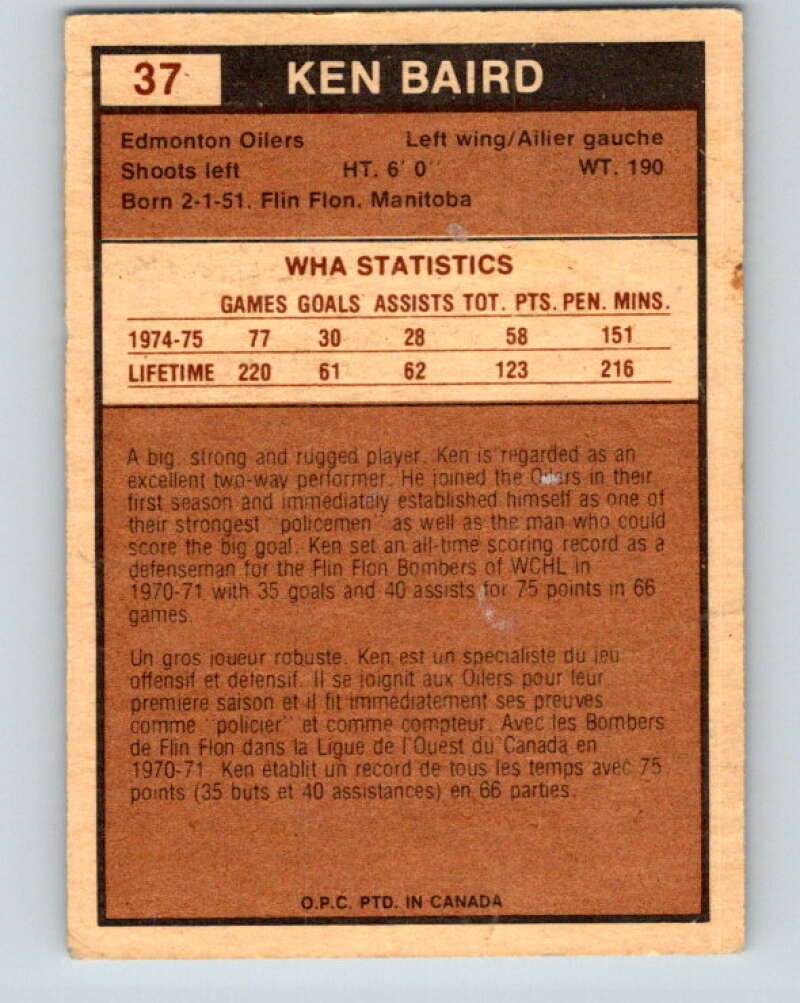 37 KEN BAIRD
Edmonton Oilers Left wing/Ailier gauche
Shoots left HT. 6' 0'' WT. 190
Born 2-1-51. Flin Flon. Manitoba
WHA STATISTICS
GAMES GOALS ASSISTS TOT. PTS. PEN. MINS.
1974-75 77 30 28 58 151
LIFETIME 220 61 62 123 216
A big, strong and rugged player, Ken is regarded as an
excellent two-way performer. He joined the Oilers in their
first season and immediately established himself as one of
their strongest "policemen" as well as the man who could
score the big goal. Ken set an all-time scoring record as a
defenseman for the Flin Flon Bombers of WCHL in
1970-71 with 35 goals and 40 assists for 75 points in 66
games.
Un gros joueur robuste. Ken est un spécialiste du jeu
offensif et défensif. Il se joignit aux Oilers pour leur
première saison et il fit immédiatement ses preuves
comme "policier" et comme compteur. Avec les Bombers
de Flin Flon dans la Ligue de l'Ouest du Canada en
1970-71, Ken établit un record de tous les temps avec 75
points (35 buts et 40 assistances) en 66 parties.
O.P.C. PTD. IN CANADA